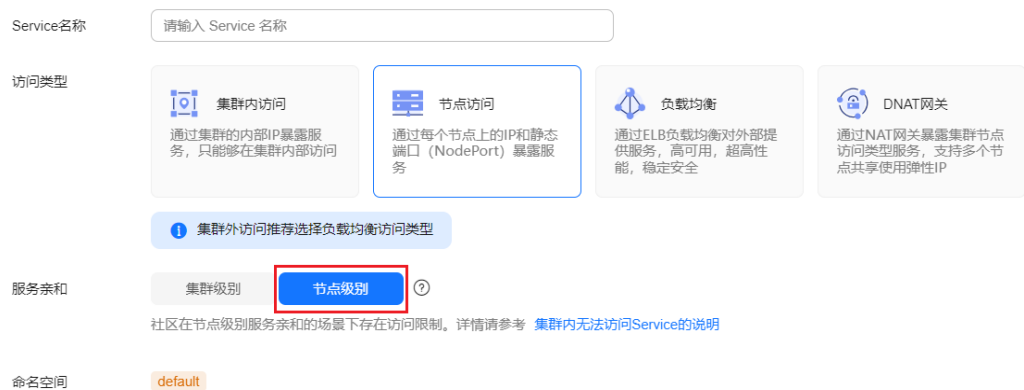 Service名称
请输入 Service 名称
访问类型
集群内访问
通过集群的内部IP暴露服
务，只能够在集群内部访问
节点访问
通过每个节点上的IP和静态
端口（NodePort）暴露服
务
负载均衡
通过ELB负载均衡对外部提
供服务，高可用，超高性
能，稳定安全
DNAT网关
通过NAT网关暴露集群节点
访问类型服务，支持多个节
点共享使用弹性IP
集群外访问推荐选择负载均衡访问类型
服务亲和
集群级别
节点级别
社区在节点级别服务亲和的场景下存在访问限制。详情请参考 集群内无法访问Service的说明
命名空间
default